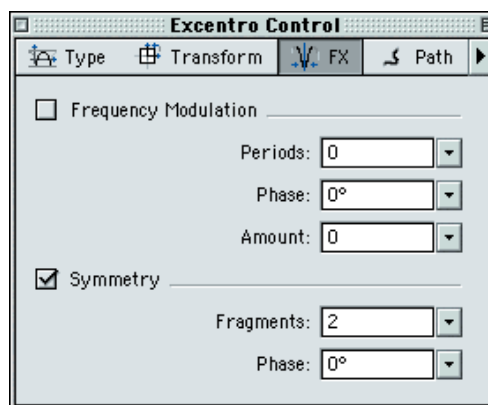 Excentro Control
Type Transform FX Path
Frequency Modulation
Periods: 0
Phase: 0°
Amount: 0
Symmetry
Fragments: 2
Phase: 0°